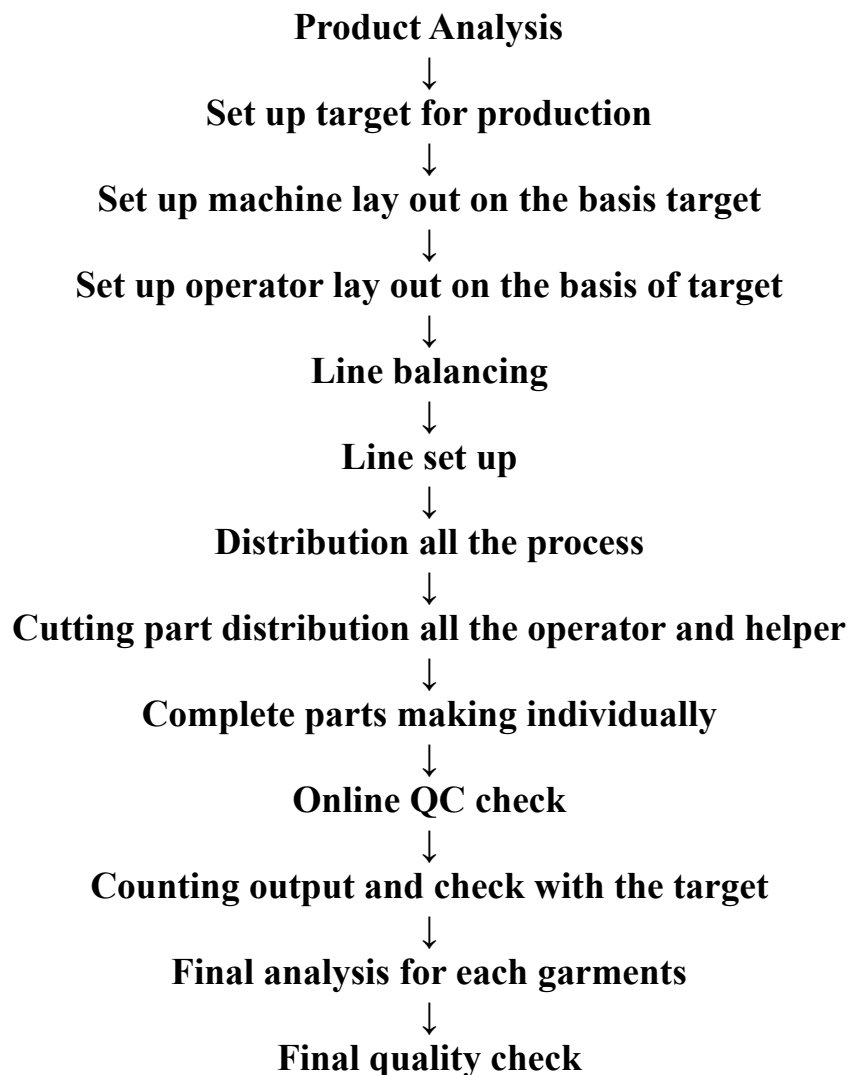 Product Analysis
↓
Set up target for production
↓
Set up machine lay out on the basis target
↓
Set up operator lay out on the basis of target
↓
Line balancing
↓
Line set up
↓
Distribution all the process
↓
Cutting part distribution all the operator and helper
↓
Complete parts making individually
↓
Online QC check
↓
Counting output and check with the target
↓
Final analysis for each garments
↓
Final quality check